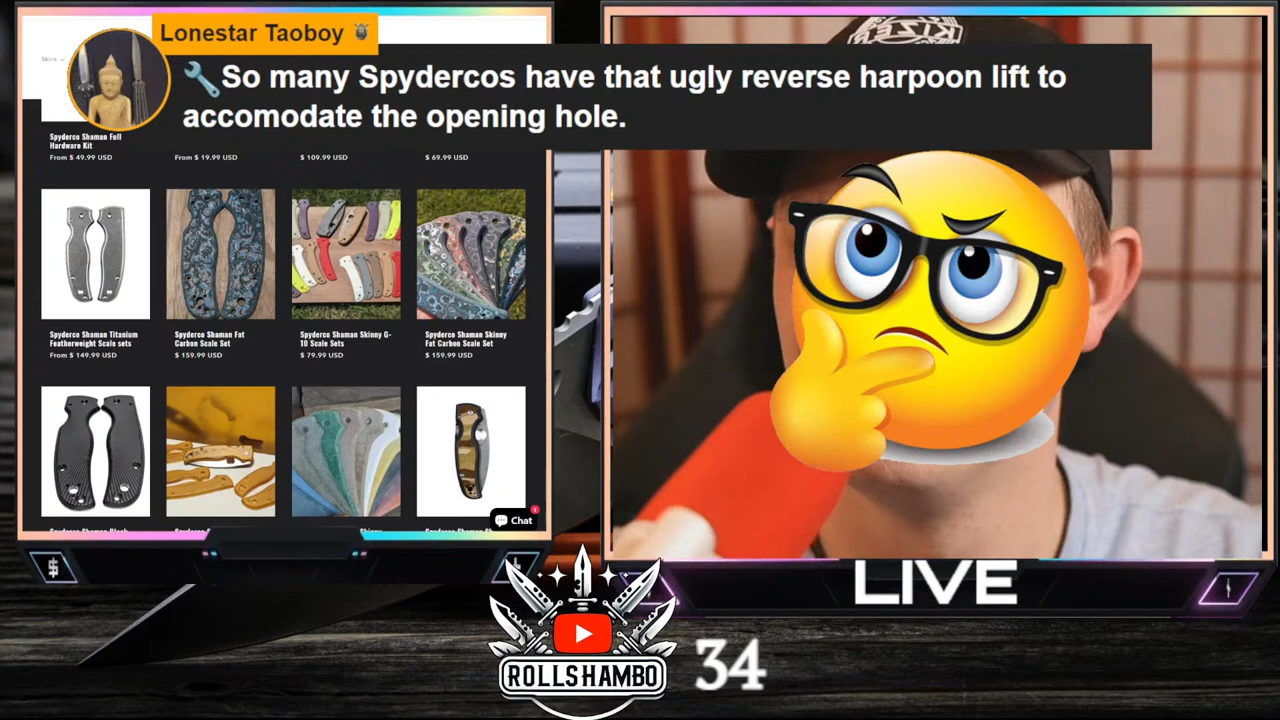 Lonestar Taoboy
So many Spydercos have that ugly reverse harpoon lift to
accomodate the opening hole.
Skinz
Spyderco Shaman Full
Hardware Kit
From $ 49.99 USD
From $ 19.99 USD
$ 109.99 USD
$ 69.99 USD
Spyderco Shaman Titanium
Featherweight Scale sets
From $ 149.99 USD
Spyderco Shaman Fat
Carbon Scale Set
$ 159.99 USD
Spyderco Shaman Skinny G-
10 Scale Sets
$ 79.99 USD
Spyderco Shaman Skinny
Fat Carbon Scale Set
$ 159.99 USD
Chat
1
$
LIVE
ROLLSHAMBO
34